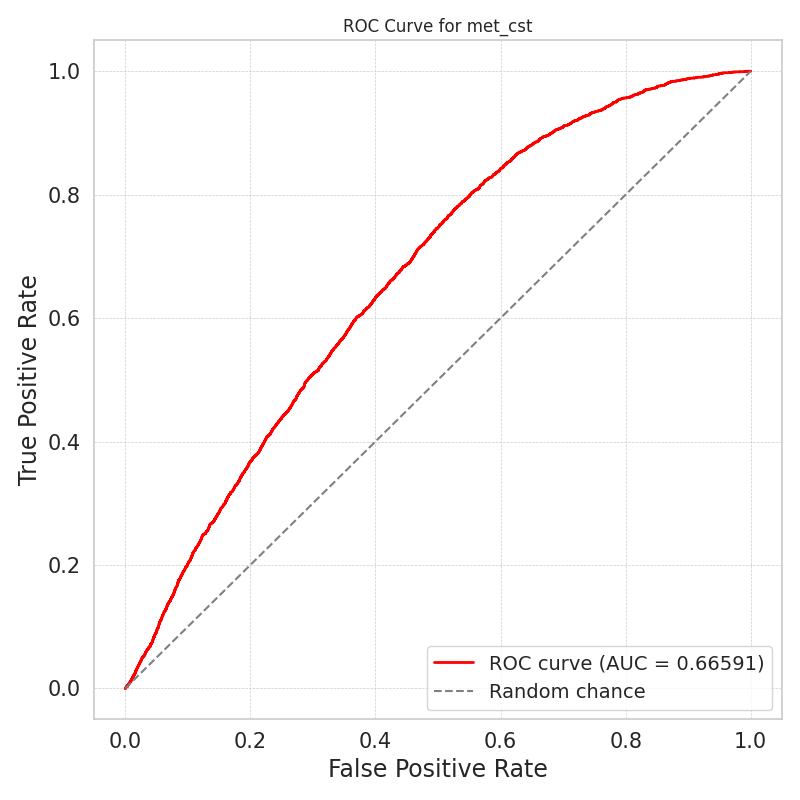 ROC Curve for met_cst
1.0
0.8
0.6
0.4
0.2
0.0
True Positive Rate
ROC curve (AUC = 0.66591)
Random chance
0.0 0.2 0.4 0.6 0.8 1.0
False Positive Rate